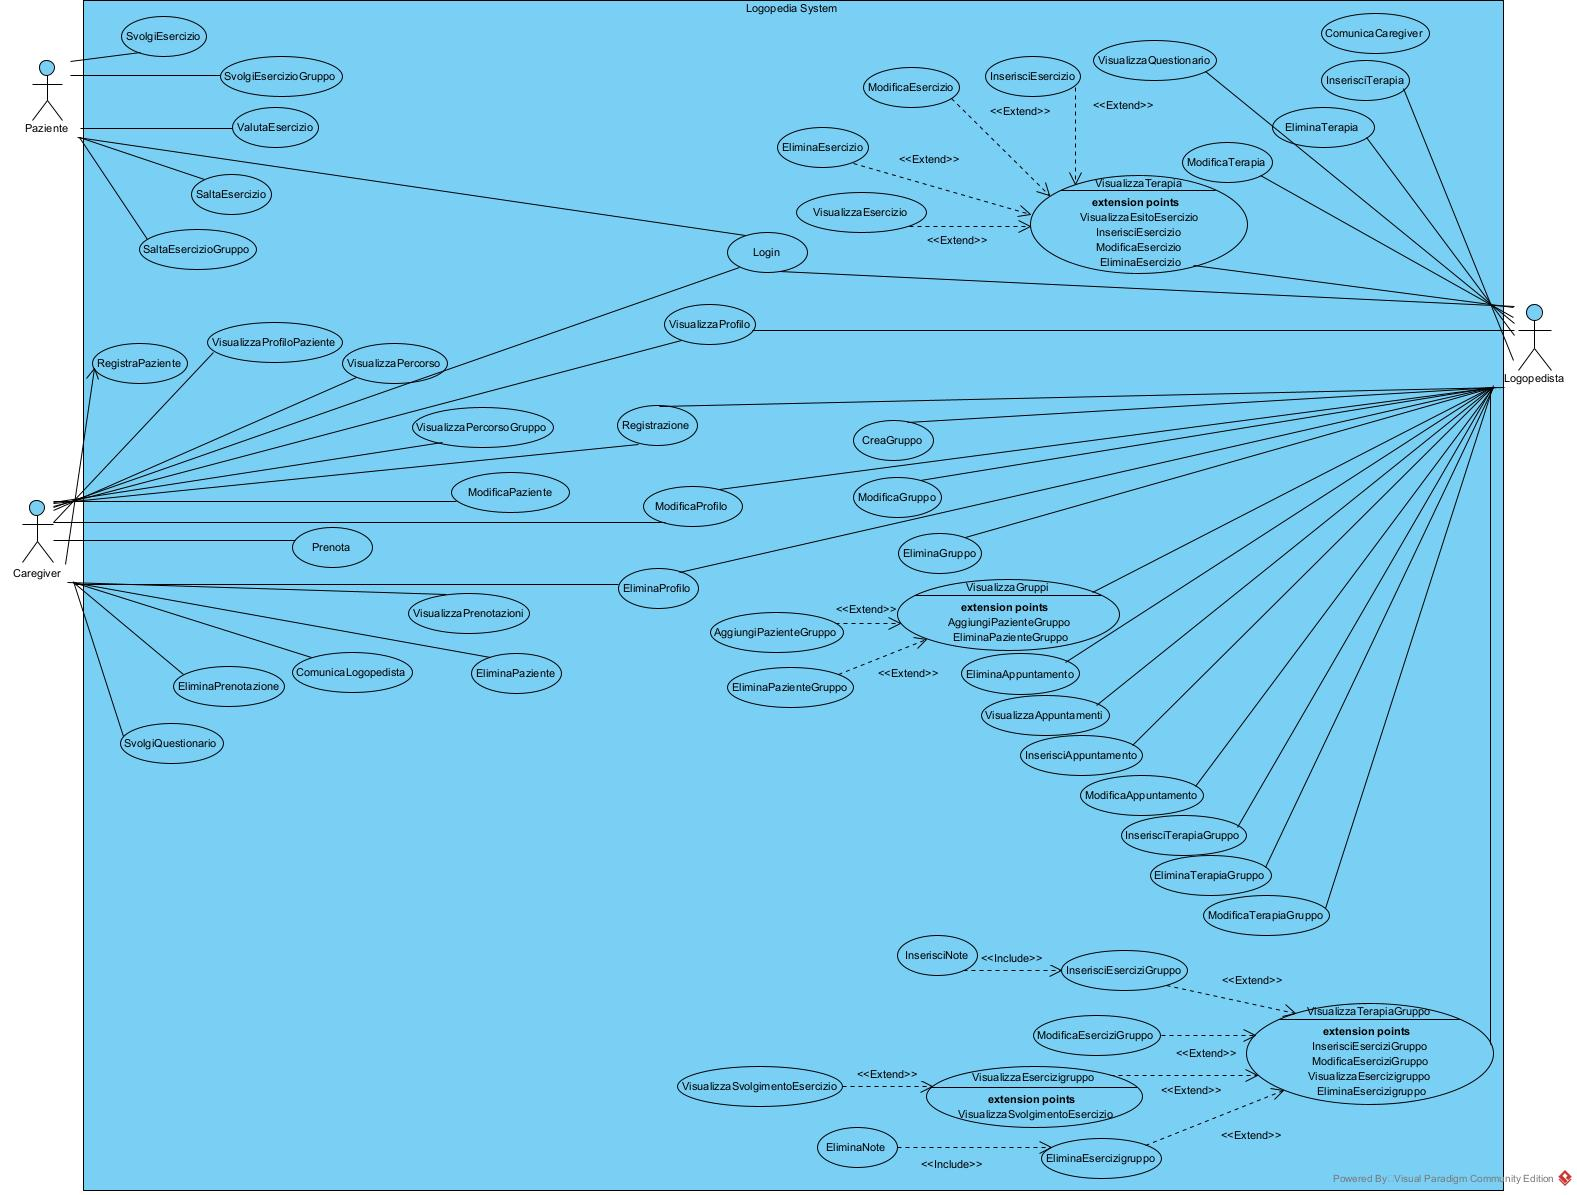 Logopedia System
SvolgiEsercizio
ComunicaCaregiver
VisualizzaQuestionario
SvolgiEsercizioGruppo
InserisciEsercizio
InserisciTerapia
ModificaEsercizio
<<Extend>>
<<Extend>>
Paziente
ValutaEsercizio
EliminaTerapia
EliminaEsercizio
<<Extend>>
ModificaTerapia
SaltaEsercizio
VisualizzaTerapia
extension points
VisualizzaEsitoEsercizio
InserisciEsercizio
ModificaEsercizio
EliminaEsercizio
VisualizzaEsercizio
<<Extend>>
SaltaEsercizioGruppo
Login
VisualizzaProfilo
VisualizzaProfiloPaziente
RegistraPaziente
VisualizzaPercorso
Logopedista
VisualizzaPercorsoGruppo
Registrazione
CreaGruppo
ModificaPaziente
ModificaProfilo
ModificaGruppo
Prenota
EliminaGruppo
Caregiver
EliminaProfilo
VisualizzaGruppi
extension points
AggiungiPazienteGruppo
EliminaPazienteGruppo
VisualizzaPrenotazioni
<<Extend>>
AggiungiPazienteGruppo
ComunicaLogopedista
EliminaPaziente
<<Extend>>
EliminaAppuntamento
EliminaPrenotazione
EliminaPazienteGruppo
VisualizzaAppuntamenti
SvolgiQuestionario
InserisciAppuntamento
ModificaAppuntamento
InserisciTerapiaGruppo
EliminaTerapiaGruppo
ModificaTerapiaGruppo
InserisciNote
<<Include>>
InserisciEserciziGruppo
<<Extend>>
VisualizzaTerapiaGruppo
extension points
InserisciEserciziGruppo
ModificaEserciziGruppo
VisualizzaEsercizigruppo
EliminaEsercizigruppo
ModificaEserciziGruppo
<<Extend>>
VisualizzaSvolgimentoEsercizio
<<Extend>>
VisualizzaEsercizigruppo
extension points
VisualizzaSvolgimentoEsercizio
<<Extend>>
<<Extend>>
EliminaNote
<<Include>>
EliminaEsercizigruppo
Powered By Visual Paradigm Community Edition